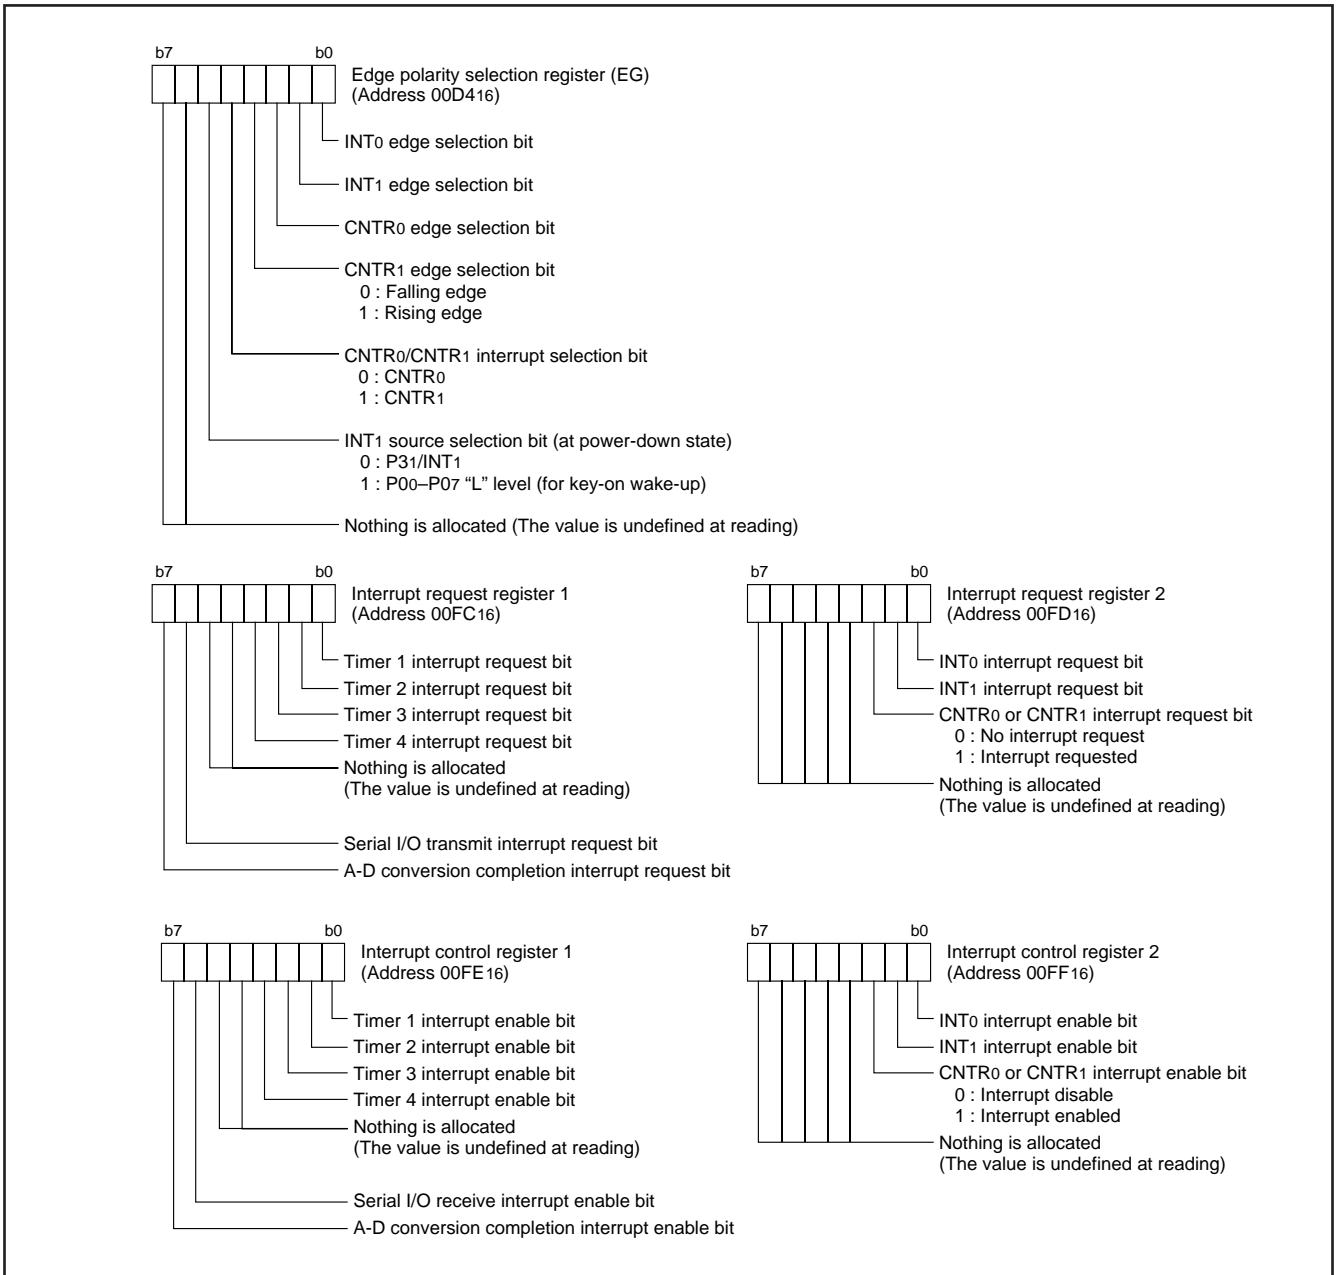 b7 b0
Edge polarity selection register (EG)
(Address 00D416)
INT0 edge selection bit
INT1 edge selection bit
CNTR0 edge selection bit
CNTR1 edge selection bit
0 : Falling edge
1 : Rising edge
CNTR0/CNTR1 interrupt selection bit
0 : CNTR0
1 : CNTR1
INT1 source selection bit (at power-down state)
0 : P31/INT1
1 : P00–P07 “L” level (for key-on wake-up)
Nothing is allocated (The value is undefined at reading)
b7 b0
Interrupt request register 1
(Address 00FC16)
Timer 1 interrupt request bit
Timer 2 interrupt request bit
Timer 3 interrupt request bit
Timer 4 interrupt request bit
Nothing is allocated
(The value is undefined at reading)
Serial I/O transmit interrupt request bit
A-D conversion completion interrupt request bit
b7 b0
Interrupt request register 2
(Address 00FD16)
INT0 interrupt request bit
INT1 interrupt request bit
CNTR0 or CNTR1 interrupt request bit
0 : No interrupt request
1 : Interrupt requested
Nothing is allocated
(The value is undefined at reading)
b7 b0
Interrupt control register 1
(Address 00FE16)
Timer 1 interrupt enable bit
Timer 2 interrupt enable bit
Timer 3 interrupt enable bit
Timer 4 interrupt enable bit
Nothing is allocated
(The value is undefined at reading)
Serial I/O receive interrupt enable bit
A-D conversion completion interrupt enable bit
b7 b0
Interrupt control register 2
(Address 00FF16)
INT0 interrupt enable bit
INT1 interrupt enable bit
CNTR0 or CNTR1 interrupt enable bit
0 : Interrupt disable
1 : Interrupt enabled
Nothing is allocated
(The value is undefined at reading)